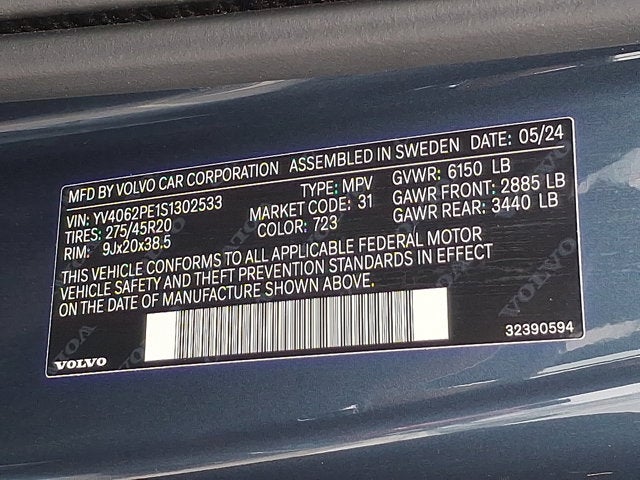 MFD BY VOLVO CAR CORPORATION ASSEMBLED IN SWEDEN DATE: 05/24
VIN: YV4062PE1S1302533 TYPE: MPV GVWR: 6150 LB
TIRES: 275/45R20 MARKET CODE: 31 GAWR FRONT: 2885 LB
RIM: 9Jx20x38.5 COLOR: 723 GAWR REAR: 3440 LB
THIS VEHICLE CONFORMS TO ALL APPLICABLE FEDERAL MOTOR
VEHICLE SAFETY AND THEFT PREVENTION STANDARDS IN EFFECT
ON THE DATE OF MANUFACTURE SHOWN ABOVE.
VOLVO 32390594